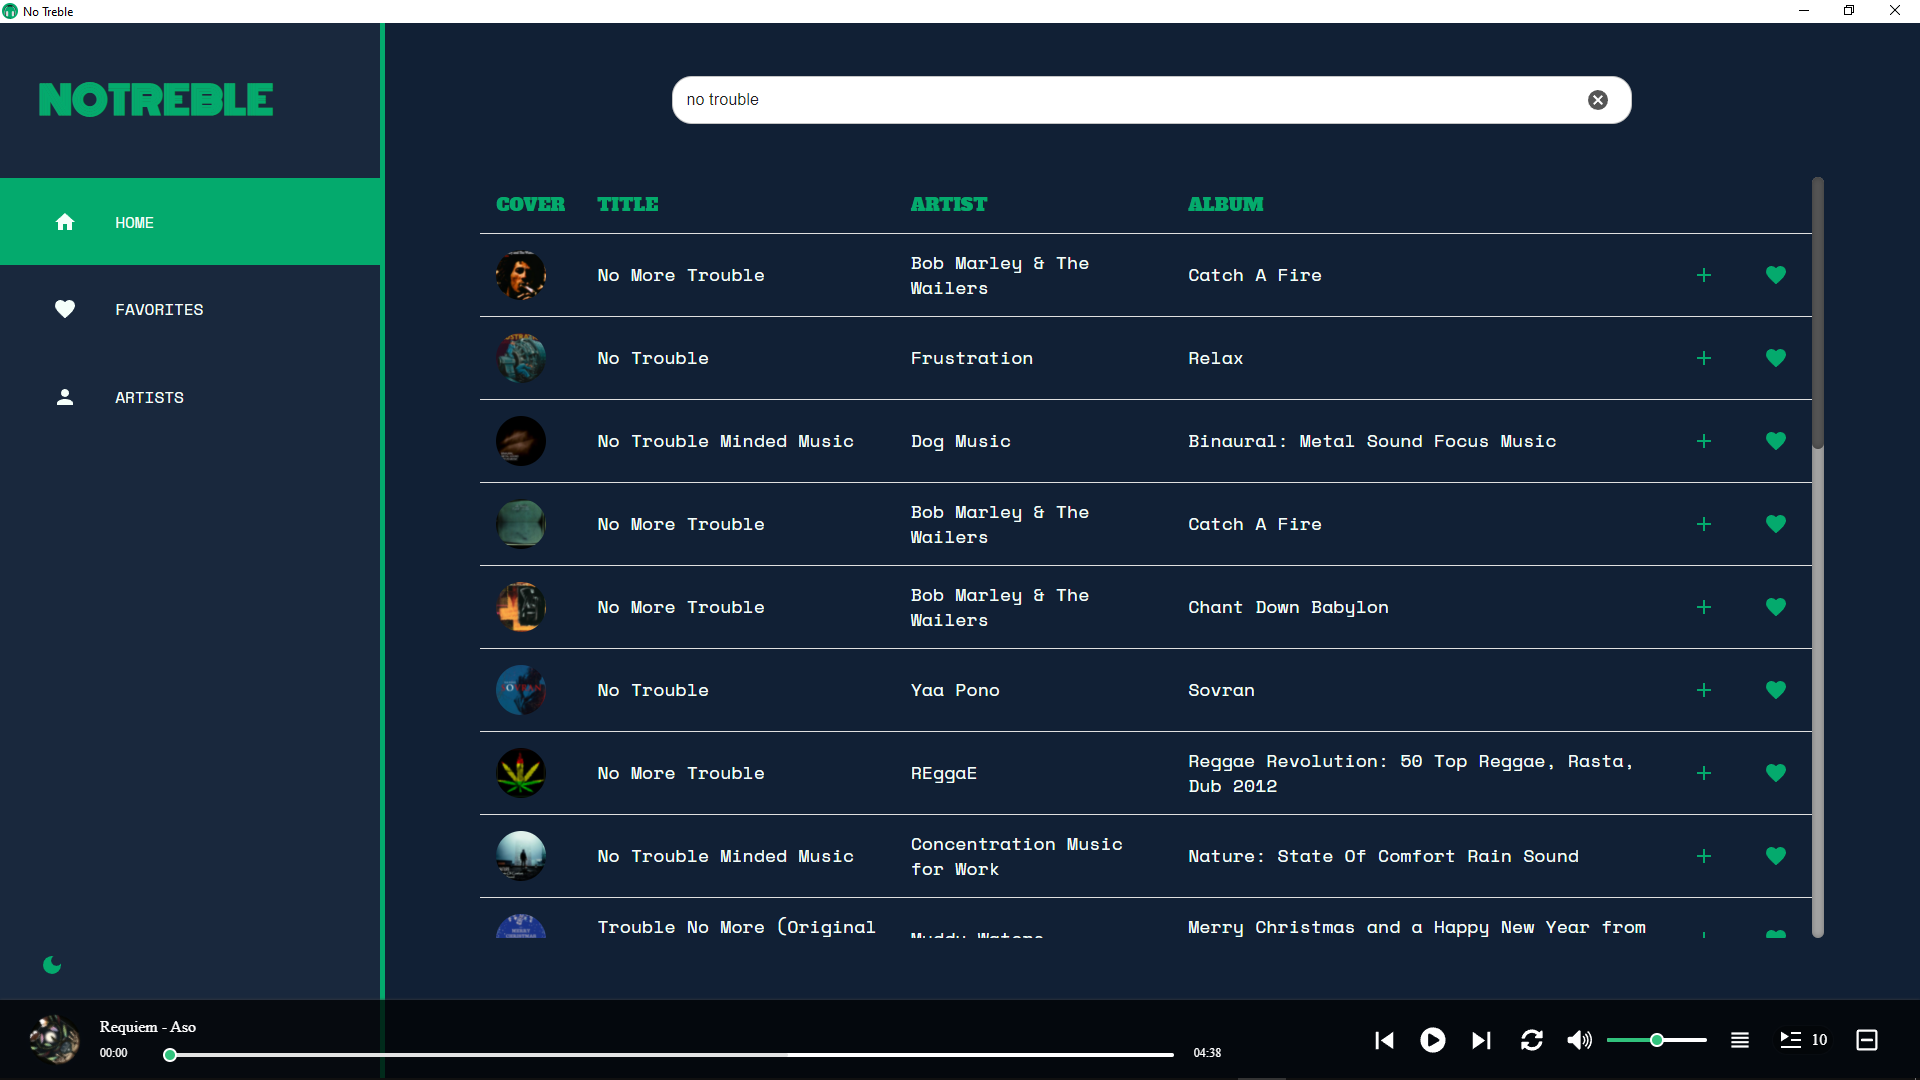 No Treble
NOTREBLE
no trouble
HOME
FAVORITES
ARTISTS
COVER TITLE ARTIST ALBUM
No More Trouble Bob Marley & The Wailers Catch A Fire
No Trouble Frustration Relax
No Trouble Minded Music Dog Music Binaural: Metal Sound Focus Music
No More Trouble Bob Marley & The Wailers Catch A Fire
No More Trouble Bob Marley & The Wailers Chant Down Babylon
No Trouble Yaa Pono Sovran
No More Trouble REggaE Reggae Revolution: 50 Top Reggae, Rasta, Dub 2012
No Trouble Minded Music Concentration Music for Work Nature: State Of Comfort Rain Sound
Trouble No More (Original Muddy Waters Merry Christmas and a Happy New Year from
Requiem - Aso
00:00
04:38
10